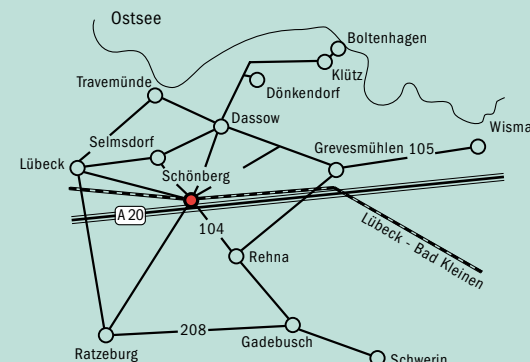 Ostsee
Boltenhagen
Klütz
Travemünde
Dönkendorf
Dassow
Wisma
Selmsdorf
Grevesmühlen 105
Lübeck
Schönberg
A 20
104
Lübeck - Bad Kleinen
Rehna
208
Gadebusch
Ratzeburg
Schwerin